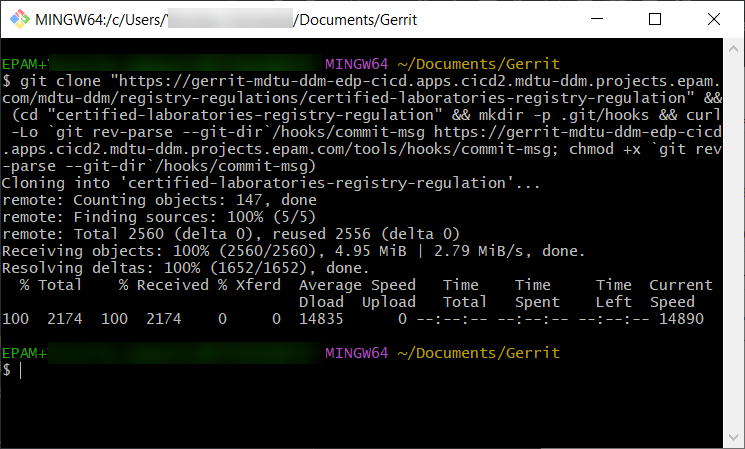 MINGW64:/c/Users/ /Documents/Gerrit
EPAM+ MINGW64 ~/Documents/Gerrit
$ git clone "https://gerrit-mdtu-ddm-edp-cicd.apps.cicd2.mdtu-ddm.projects.epam.
com/mdtu-ddm/registry-regulations/certified-laboratories-registry-regulation" &&
 (cd "certified-laboratories-registry-regulation" && mkdir -p .git/hooks && curl
 -Lo `git rev-parse --git-dir`/hooks/commit-msg https://gerrit-mdtu-ddm-edp-cicd
.apps.cicd2.mdtu-ddm.projects.epam.com/tools/hooks/commit-msg; chmod +x `git rev
-parse --git-dir`/hooks/commit-msg)
Cloning into 'certified-laboratories-registry-regulation'...
remote: Counting objects: 147, done
remote: Finding sources: 100% (5/5)
remote: Total 2560 (delta 0), reused 2556 (delta 0)
Receiving objects: 100% (2560/2560), 4.95 MiB | 2.79 MiB/s, done.
Resolving deltas: 100% (1652/1652), done.
  % Total    % Received % Xferd  Average Speed   Time    Time     Time  Current
                                 Dload  Upload   Total   Spent    Left  Speed
100  2174  100  2174    0     0  14835      0 --:--:-- --:--:-- --:--:-- 14890
EPAM+ MINGW64 ~/Documents/Gerrit
$